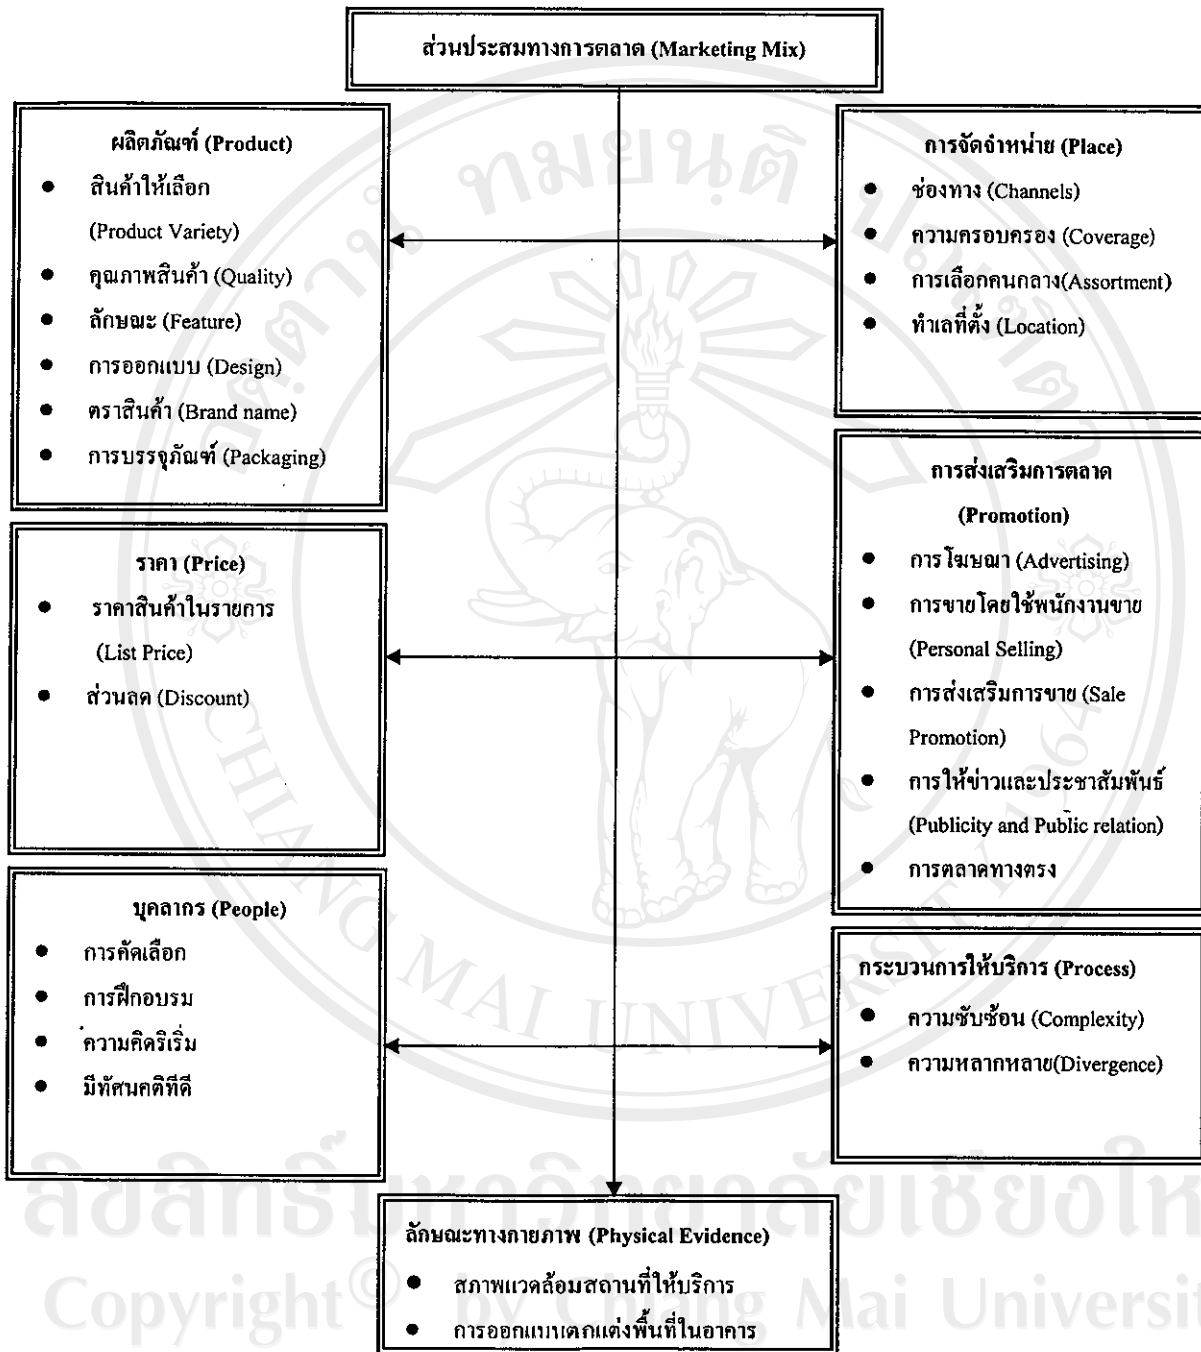 ส่วนประสมทางการตลาด (Marketing Mix)
ผลิตภัณฑ์ (Product)
● สินค้าให้เลือก
(Product Variety)
● คุณภาพสินค้า (Quality)
● ลักษณะ (Feature)
● การออกแบบ (Design)
● ตราสินค้า (Brand name)
● การบรรจุภัณฑ์ (Packaging)
การจัดจำหน่าย (Place)
● ช่องทาง (Channels)
● ความครอบครอง (Coverage)
● การเลือกคนกลาง(Assortment)
● ทำเลที่ตั้ง (Location)
ราคา (Price)
● ราคาสินค้าในรายการ
(List Price)
● ส่วนลด (Discount)
การส่งเสริมการตลาด
(Promotion)
● การโฆษณา (Advertising)
● การขายโดยใช้พนักงานขาย
(Personal Selling)
● การส่งเสริมการขาย (Sale
Promotion)
● การให้ข่าวและประชาสัมพันธ์
(Publicity and Public relation)
● การตลาดทางตรง
บุคลากร (People)
● การคัดเลือก
● การฝึกอบรม
● ความคิดริเริ่ม
● มีทัศนคติที่ดี
กระบวนการให้บริการ (Process)
● ความซับซ้อน (Complexity)
● ความหลากหลาย(Divergence)
ลักษณะทางกายภาพ (Physical Evidence)
● สภาพแวดล้อมสถานที่ให้บริการ
● การออกแบบตกแต่งพื้นที่ในอาคาร
CHIANG MAI UNIVERSITY 1964
ลิขสิทธิ์มหาวิทยาลัยเชียงให
Copyright© by Chiang Mai Universit